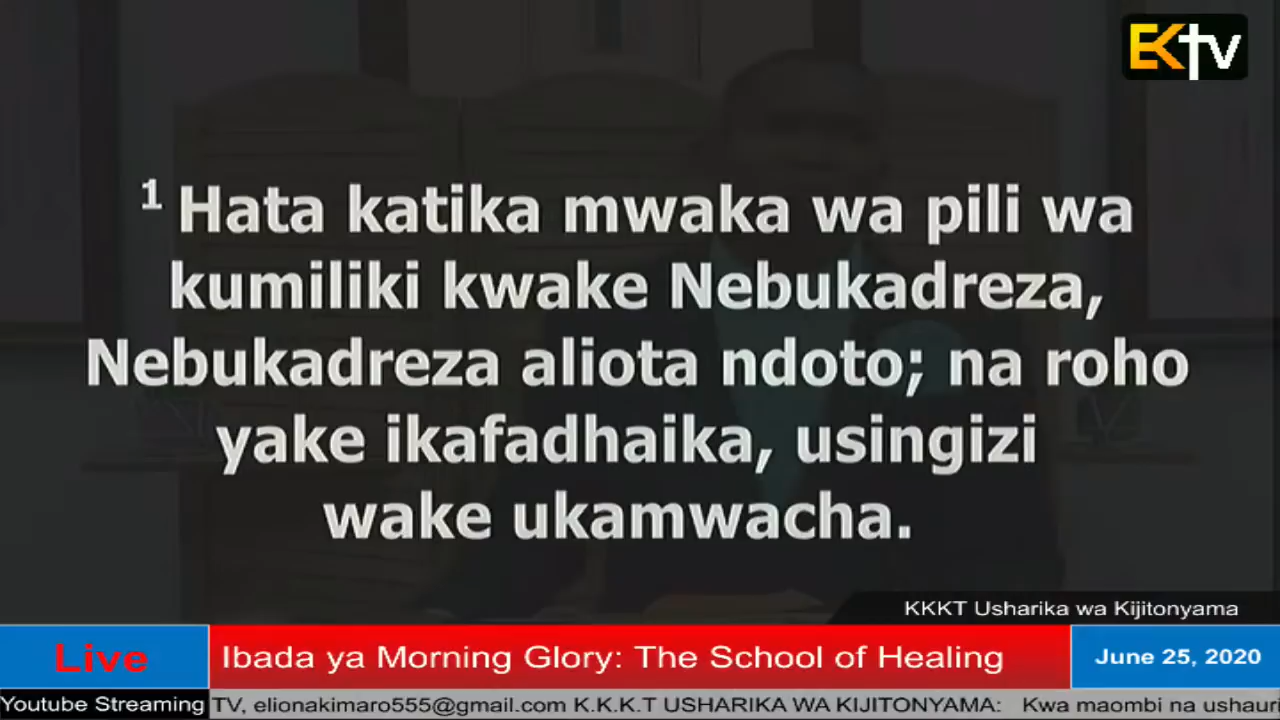 EKTV
1 Hata katika mwaka wa pili wa
kumiliki kwake Nebukadreza,
Nebukadreza aliota ndoto; na roho
yake ikafadhaika, usingizi
wake ukamwacha.
KKKT Usharika wa Kijitonyama
Live
Ibada ya Morning Glory: The School of Healing
June 25, 2020
Youtube Streaming
TV, elionakimaro555@gmail.com K.K.K.T USHARIKA WA KIJITONYAMA: Kwa maombi na ushauri